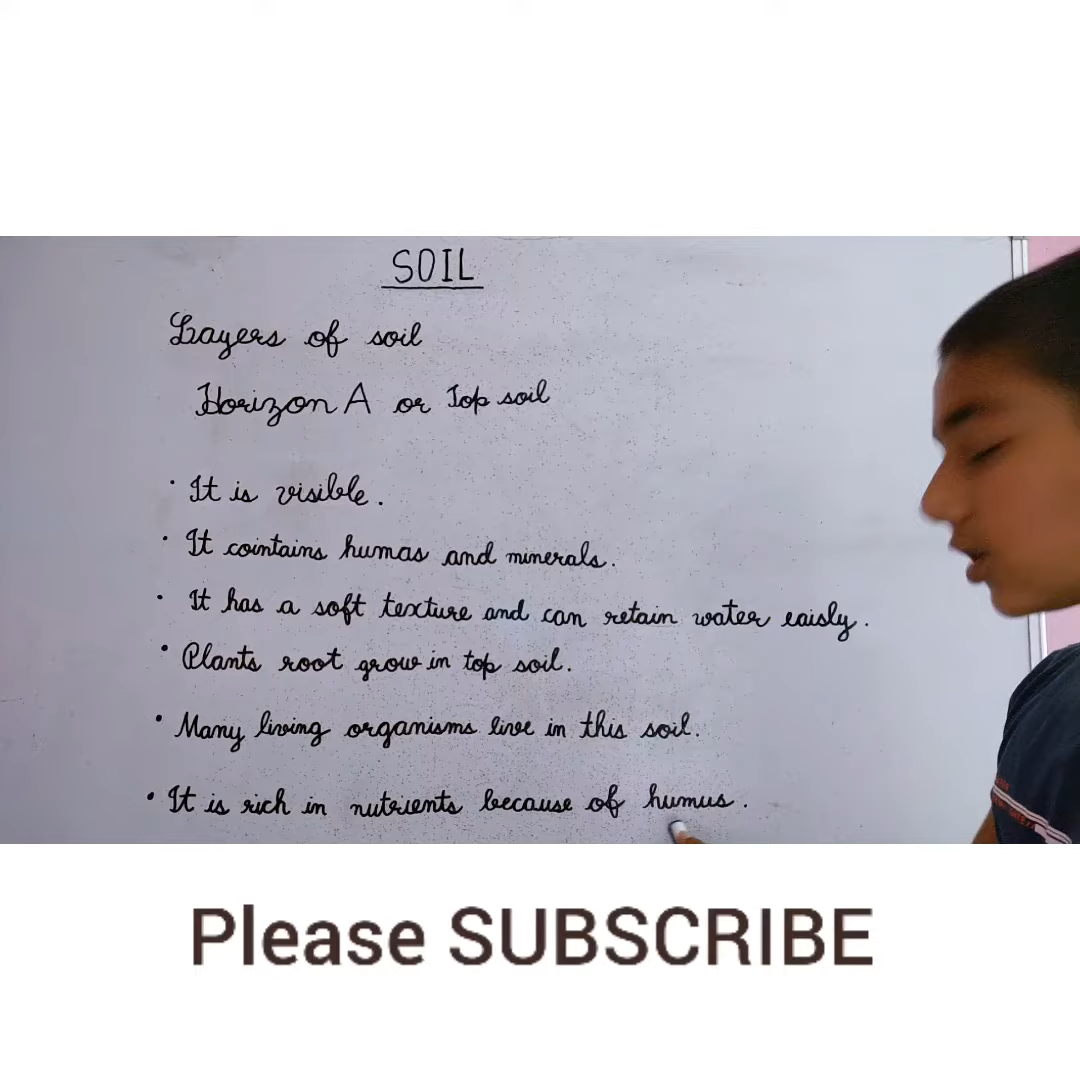 SOIL
Layers of soil
Horizon A or Top soil
• It is visible.
• It cointains humas and minerals.
• It has a soft texture and can retain water eaisly.
• Plants root grow in top soil.
• Many living organisms live in this soil.
• It is rich in nutrients because of humus.
Please SUBSCRIBE